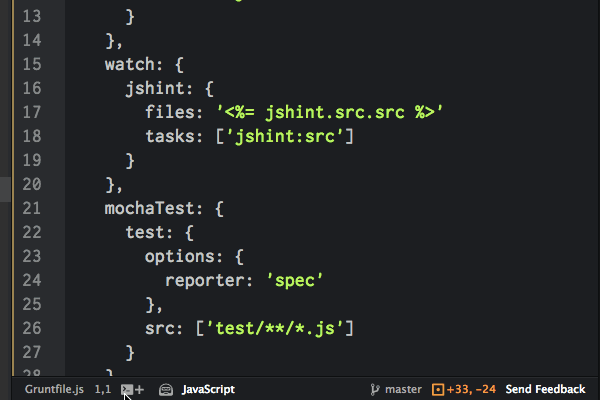 13 }
14 },
15 watch: {
16 jshint: {
17 files: '<%= jshint.src.src %>'
18 tasks: ['jshint:src']
19 }
20 },
21 mochaTest: {
22 test: {
23 options: {
24 reporter: 'spec'
25 },
26 src: ['test/**/*.js']
27 }
28 }
Gruntfile.js 1,1 + JavaScript master +33, -24 Send Feedback